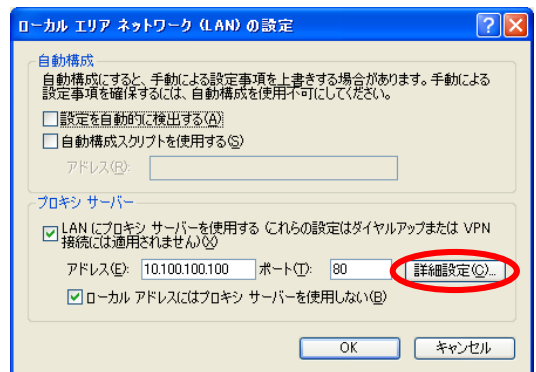 ローカル エリア ネットワーク (LAN) の設定
自動構成
自動構成にすると、手動による設定事項を上書きする場合があります。手動による
設定事項を確保するには、自動構成を使用不可にしてください。
設定を自動的に検出する(A)
自動構成スクリプトを使用する(S)
アドレス(R):
プロキシ サーバー
LAN にプロキシ サーバーを使用する (これらの設定はダイヤルアップまたは VPN
接続には適用されません)(X)
アドレス(E): 10.100.100.100 ポート(T): 80 詳細設定(C)...
ローカル アドレスにはプロキシ サーバーを使用しない(B)
OK キャンセル